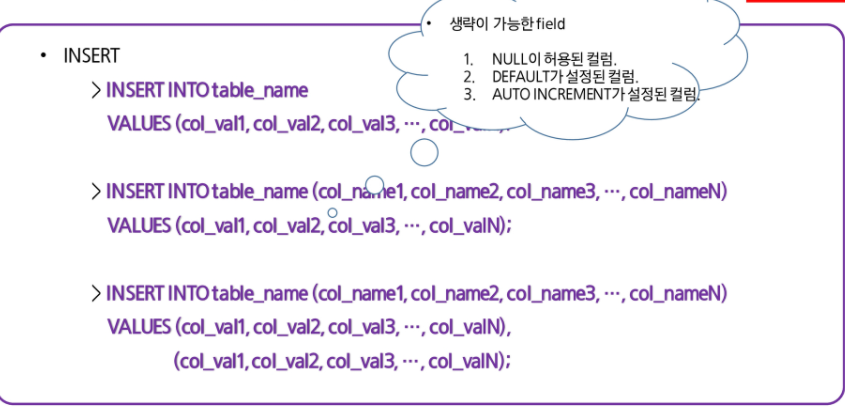 • 생략이 가능한 field
1. NULL이 허용된 컬럼.
2. DEFAULT가 설정된 컬럼.
3. AUTO INCREMENT가 설정된 컬럼.
• INSERT
> INSERT INTO table_name
VALUES (col_val1, col_val2, col_val3, …,
> INSERT INTO table_name (col_name1, col_name2, col_name3, …, col_nameN)
VALUES (col_val1, col_val2, col_val3, …, col_valN);
> INSERT INTO table_name (col_name1, col_name2, col_name3, …, col_nameN)
VALUES (col_val1, col_val2, col_val3, …, col_valN),
(col_val1, col_val2, col_val3, …, col_valN);